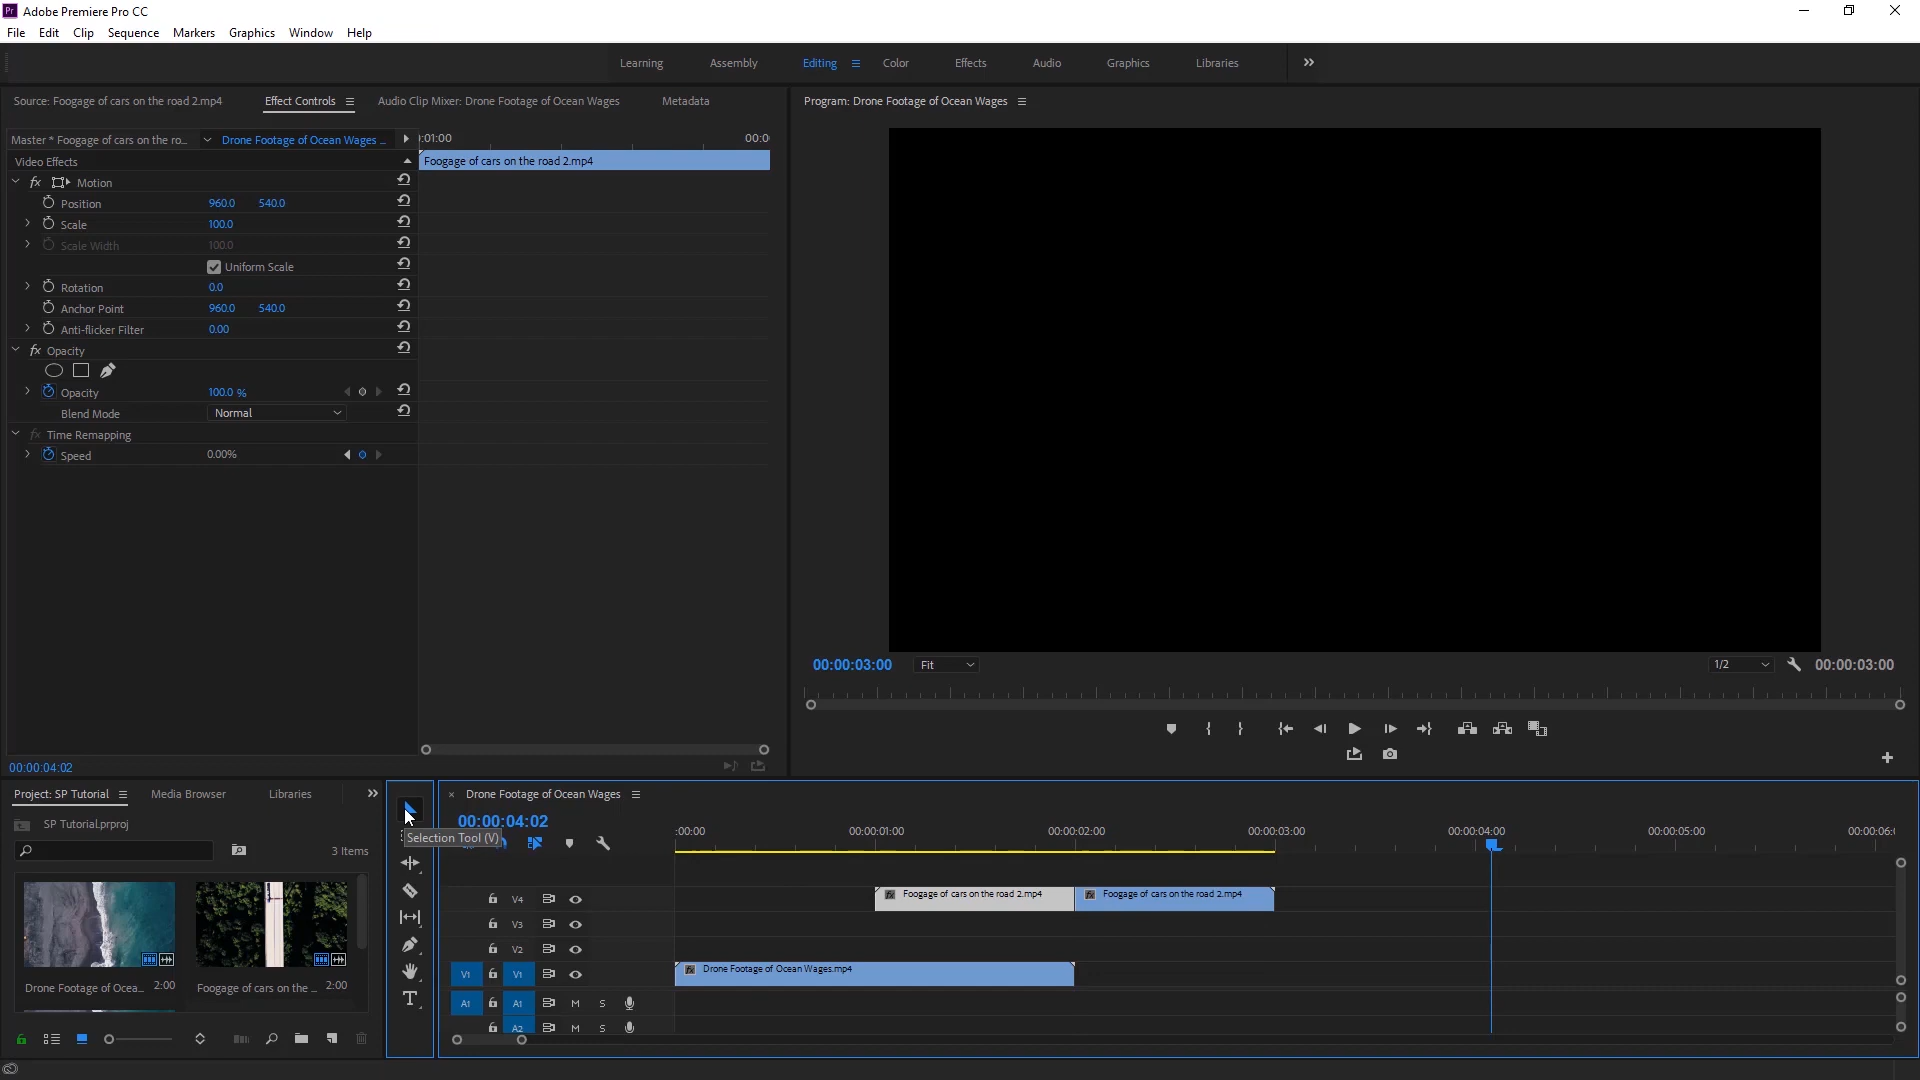 Pr Adobe Premiere Pro CC
File Edit Clip Sequence Markers Graphics Window Help
Learning Assembly Editing Color Effects Audio Graphics Libraries
Source: Foogage of cars on the road 2.mp4 Effect Controls Audio Clip Mixer: Drone Footage of Ocean Wages Metadata
Program: Drone Footage of Ocean Wages
Master * Foogage of cars on the ro... Drone Footage of Ocean Wages ...
:01:00 00:0
Video Effects
Foogage of cars on the road 2.mp4
fx Motion
Position 960.0 540.0
Scale 100.0
Scale Width 100.0
Uniform Scale
Rotation 0.0
Anchor Point 960.0 540.0
Anti-flicker Filter 0.00
fx Opacity
Opacity 100.0 %
Blend Mode Normal
fx Time Remapping
Speed 0.00%
00:00:03:00 Fit 1/2 00:00:03:00
00:00:04:02
Project: SP Tutorial Media Browser Libraries
SP Tutorial.prproj
3 Items
Drone Footage of Ocea... 2:00
Foogage of cars on the ... 2:00
Selection Tool (V)
T
× Drone Footage of Ocean Wages
00:00:04:02
:00:00 00:00:01:00 00:00:02:00 00:00:03:00 00:00:04:00 00:00:05:00 00:00:06:0
V4 fx Foogage of cars on the road 2.mp4 fx Foogage of cars on the road 2.mp4
V3
V2
V1 V1 fx Drone Footage of Ocean Wages.mp4
A1 A1 M S
A2 M S